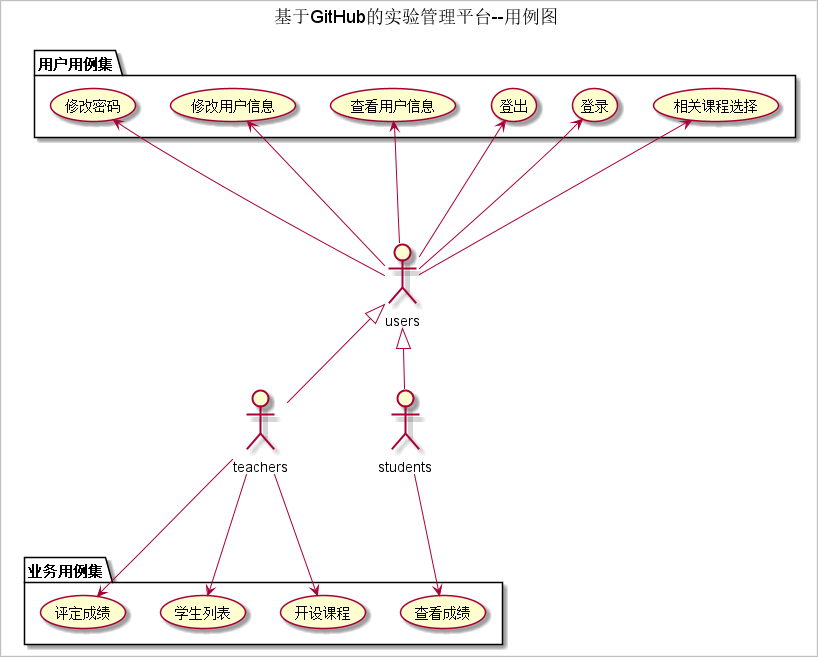 基于GitHub的实验管理平台--用例图
用户用例集
修改密码
修改用户信息
查看用户信息
登出
登录
相关课程选择
users
teachers
students
业务用例集
评定成绩
学生列表
开设课程
查看成绩